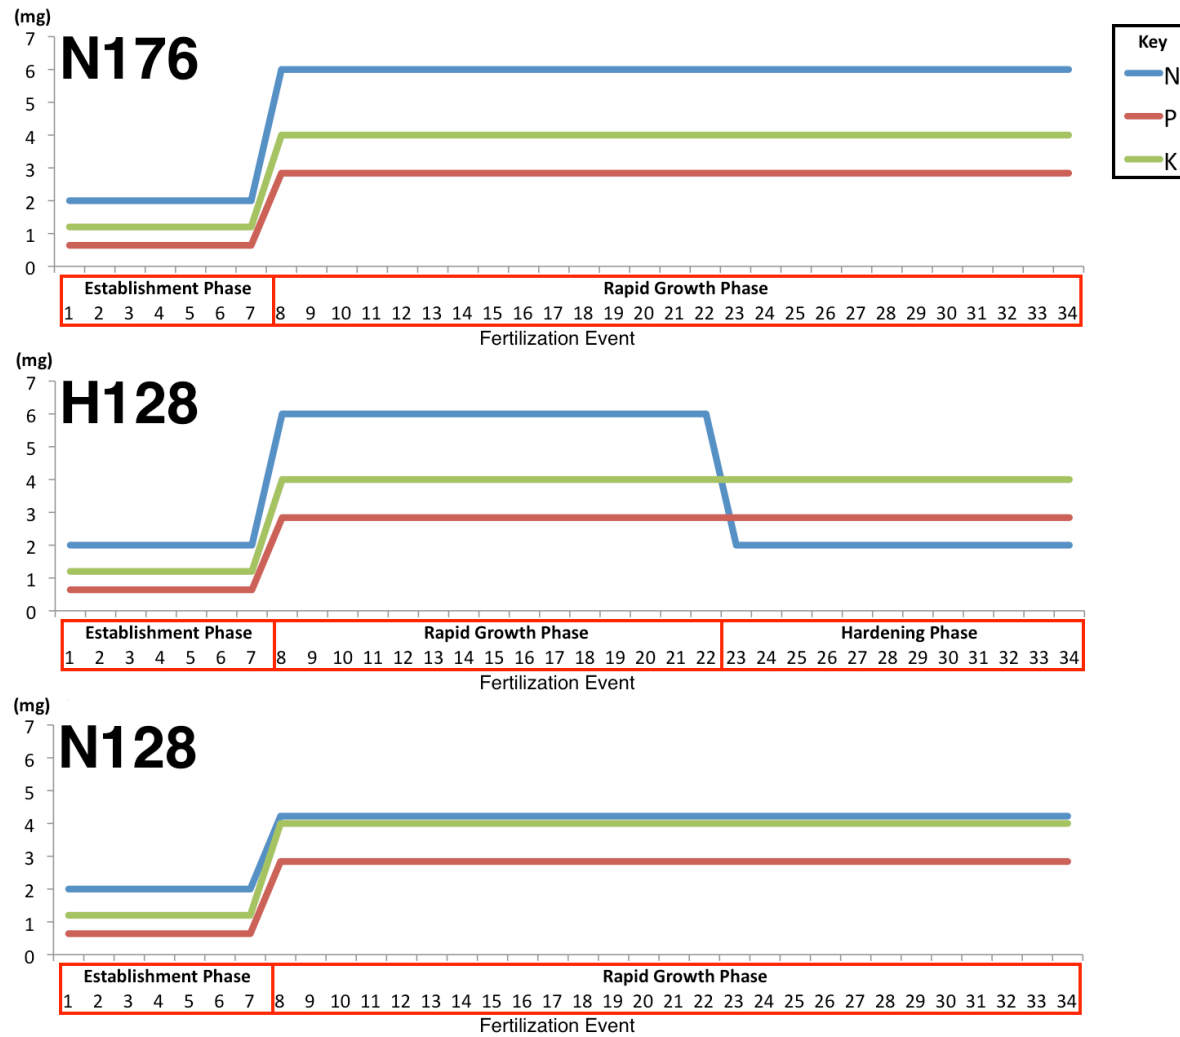 (mg)
7
N176
6
5
4
3
2
1
0
Key
N
P
K
Establishment Phase Rapid Growth Phase
1 2 3 4 5 6 7 8 9 10 11 12 13 14 15 16 17 18 19 20 21 22 23 24 25 26 27 28 29 30 31 32 33 34
Fertilization Event
(mg)
7
H128
6
5
4
3
2
1
0
Establishment Phase Rapid Growth Phase Hardening Phase
1 2 3 4 5 6 7 8 9 10 11 12 13 14 15 16 17 18 19 20 21 22 23 24 25 26 27 28 29 30 31 32 33 34
Fertilization Event
(mg)
7
N128
6
5
4
3
2
1
0
Establishment Phase Rapid Growth Phase
1 2 3 4 5 6 7 8 9 10 11 12 13 14 15 16 17 18 19 20 21 22 23 24 25 26 27 28 29 30 31 32 33 34
Fertilization Event